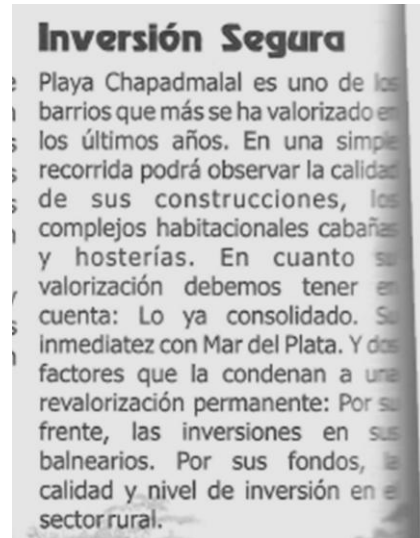 Inversión Segura
Playa Chapadmalal es uno de los
barrios que más se ha valorizado en
los últimos años. En una simple
recorrida podrá observar la calidad
de sus construcciones, los
complejos habitacionales cabañas
y hosterías. En cuanto su
valorización debemos tener en
cuenta: Lo ya consolidado. Su
inmediatez con Mar del Plata. Y dos
factores que la condenan a una
revalorización permanente: Por su
frente, las inversiones en sus
balnearios. Por sus fondos, la
calidad y nivel de inversión en el
sector rural.